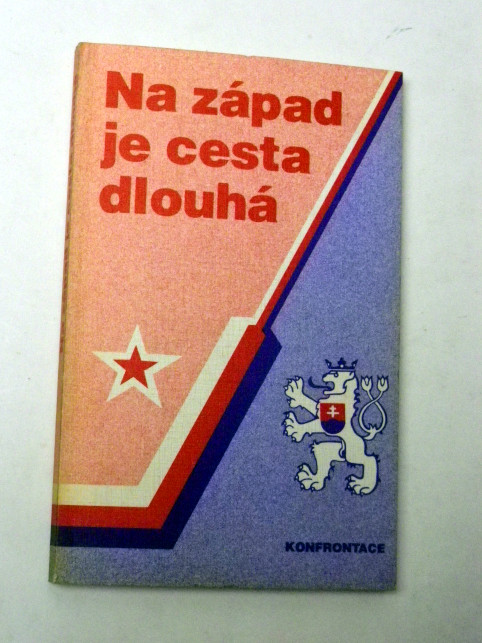 Na západ
je cesta
dlouhá
KONFRONTACE